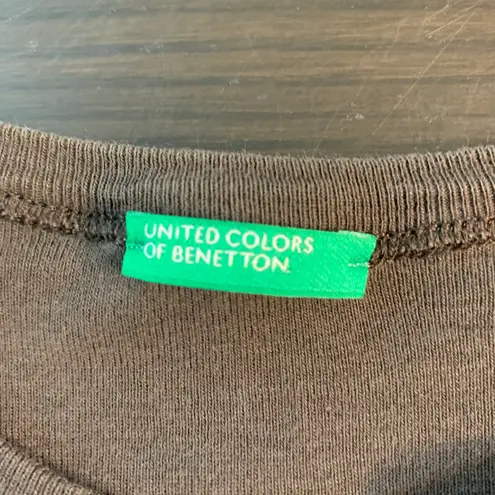 UNITED COLORS
OF BENETTON.